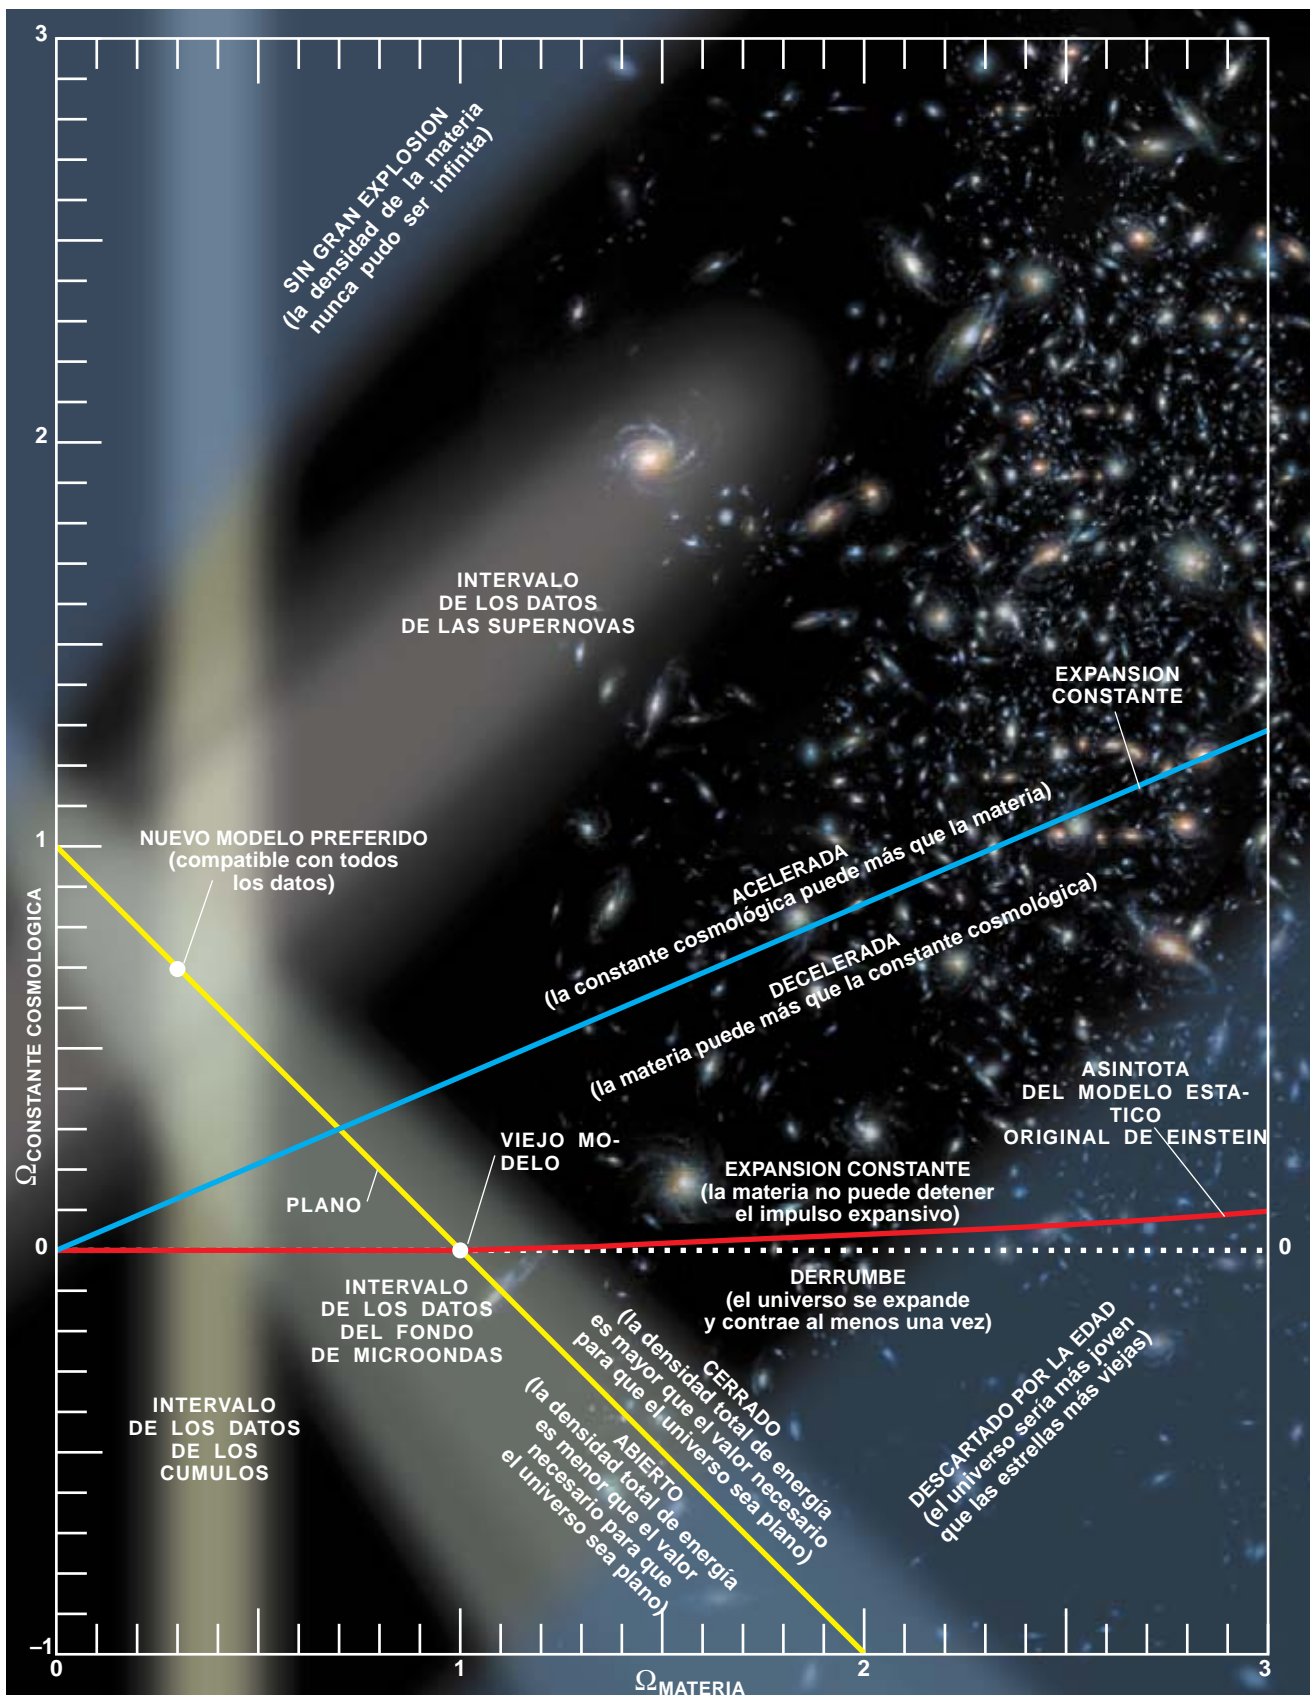 3
SIN GRAN EXPLOSION
(la densidad de la materia
nunca pudo ser infinita)
2
INTERVALO
DE LOS DATOS
DE LAS SUPERNOVAS
EXPANSION
CONSTANTE
1
NUEVO MODELO PREFERIDO
(compatible con todos
los datos)
ACELERADA
(la constante cosmológica puede más que la materia)
DECELERADA
(la materia puede más que la constante cosmológica)
ΩCONSTANTE COSMOLOGICA
ASINTOTA
DEL MODELO ESTA-
TICO
ORIGINAL DE EINSTEIN
VIEJO MO-
DELO
PLANO
EXPANSION CONSTANTE
(la materia no puede detener
el impulso expansivo)
0
0
DERRUMBE
(el universo se expande
y contrae al menos una vez)
INTERVALO
DE LOS DATOS
DEL FONDO
DE MICROONDAS
CERRADO
(la densidad total de energía
es mayor que el valor necesario
para que el universo sea plano)
ABIERTO
(la densidad total de energía
es menor que el valor
necesario para que
el universo sea plano)
DESCARTADO POR LA EDAD
(el universo sería más joven
que las estrellas más viejas)
INTERVALO
DE LOS DATOS
DE LOS
CUMULOS
–1
0
1
2
3
ΩMATERIA